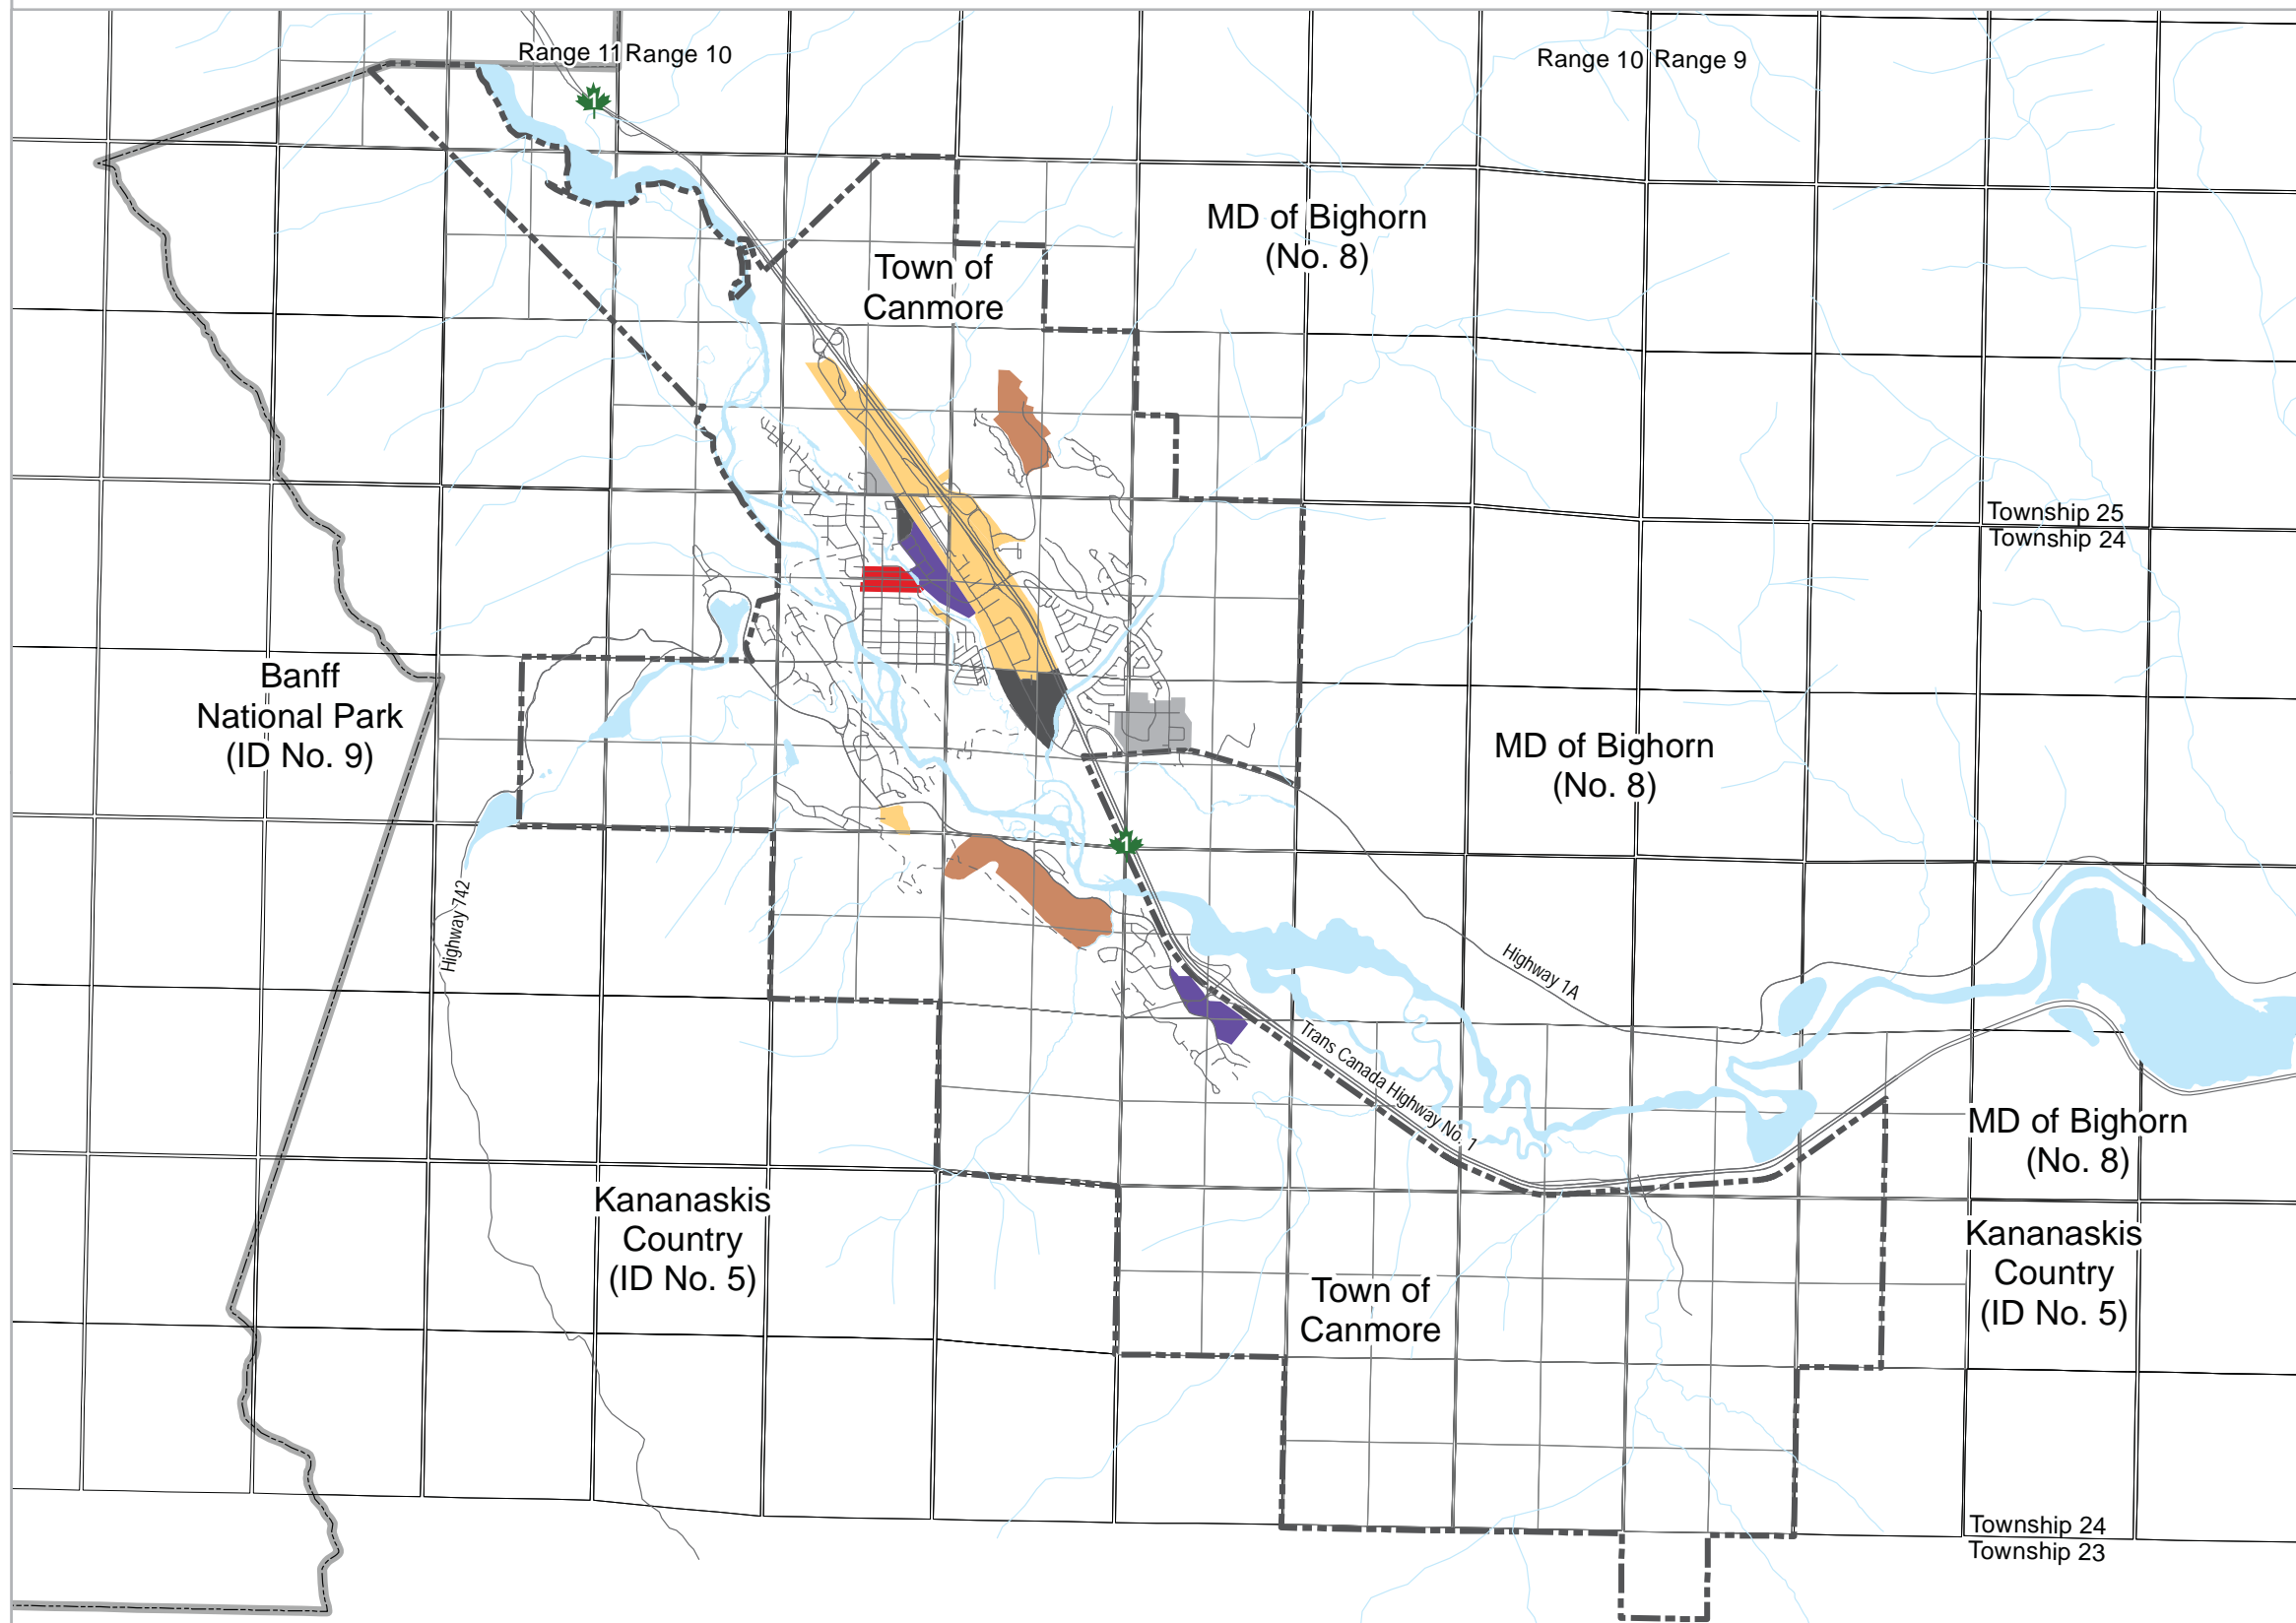 Range 11 Range 10
Range 10 Range 9
1
MD of Bighorn
(No. 8)
Town of
Canmore
Township 25
Township 24
Banff
National Park
(ID No. 9)
MD of Bighorn
(No. 8)
1
Highway 742
Highway 1A
Trans Canada Highway No. 1
MD of Bighorn
(No. 8)
Kananaskis
Country
(ID No. 5)
Kananaskis
Country
(ID No. 5)
Town of
Canmore
Township 24
Township 23